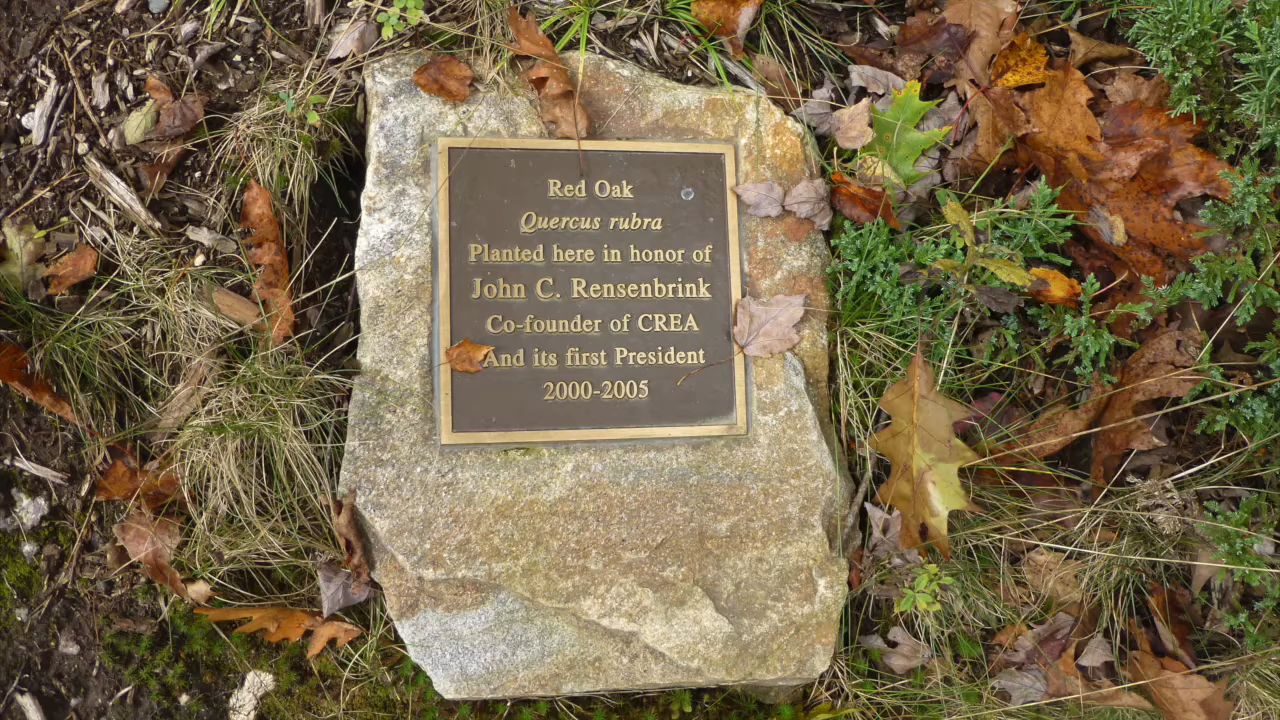 Red Oak
Quercus rubra
Planted here in honor of
John C. Rensenbrink
Co-founder of CREA
And its first President
2000-2005